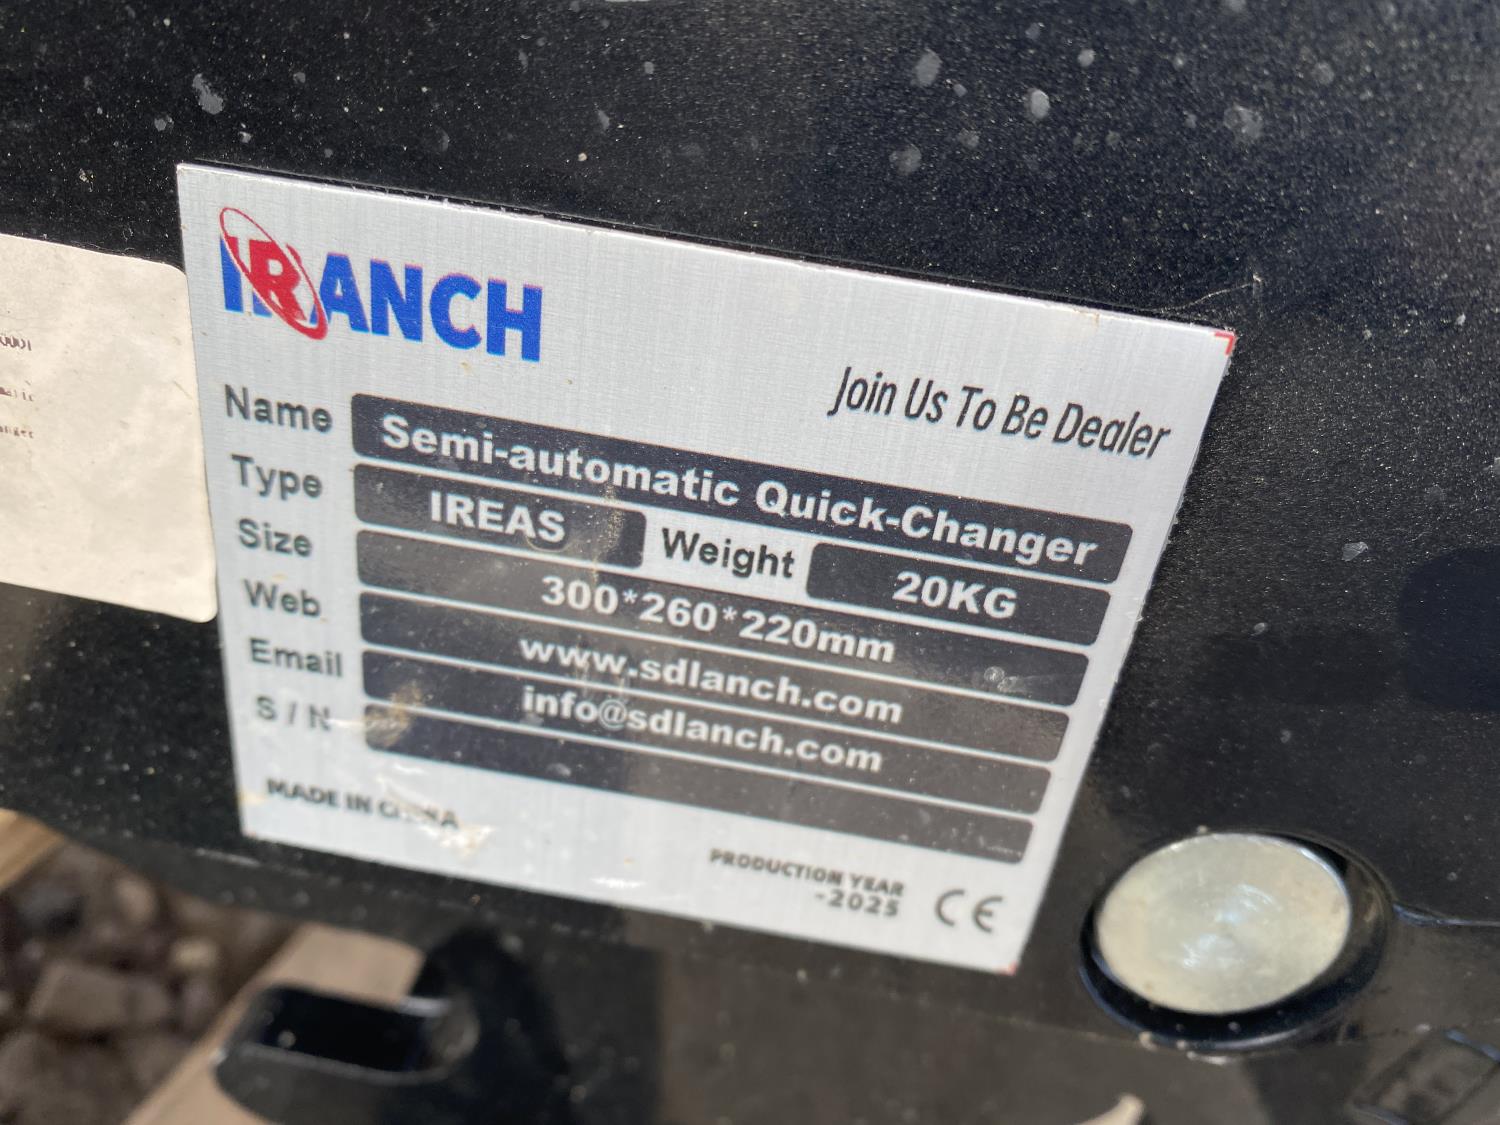 IRANCH
Join Us To Be Dealer
Name Semi-automatic Quick-Changer
Type IREAS Weight 20KG
Size 300*260*220mm
Web www.sdlanch.com
Email info@sdlanch.com
S / N
MADE IN CHINA
PRODUCTION YEAR
-2025
CE